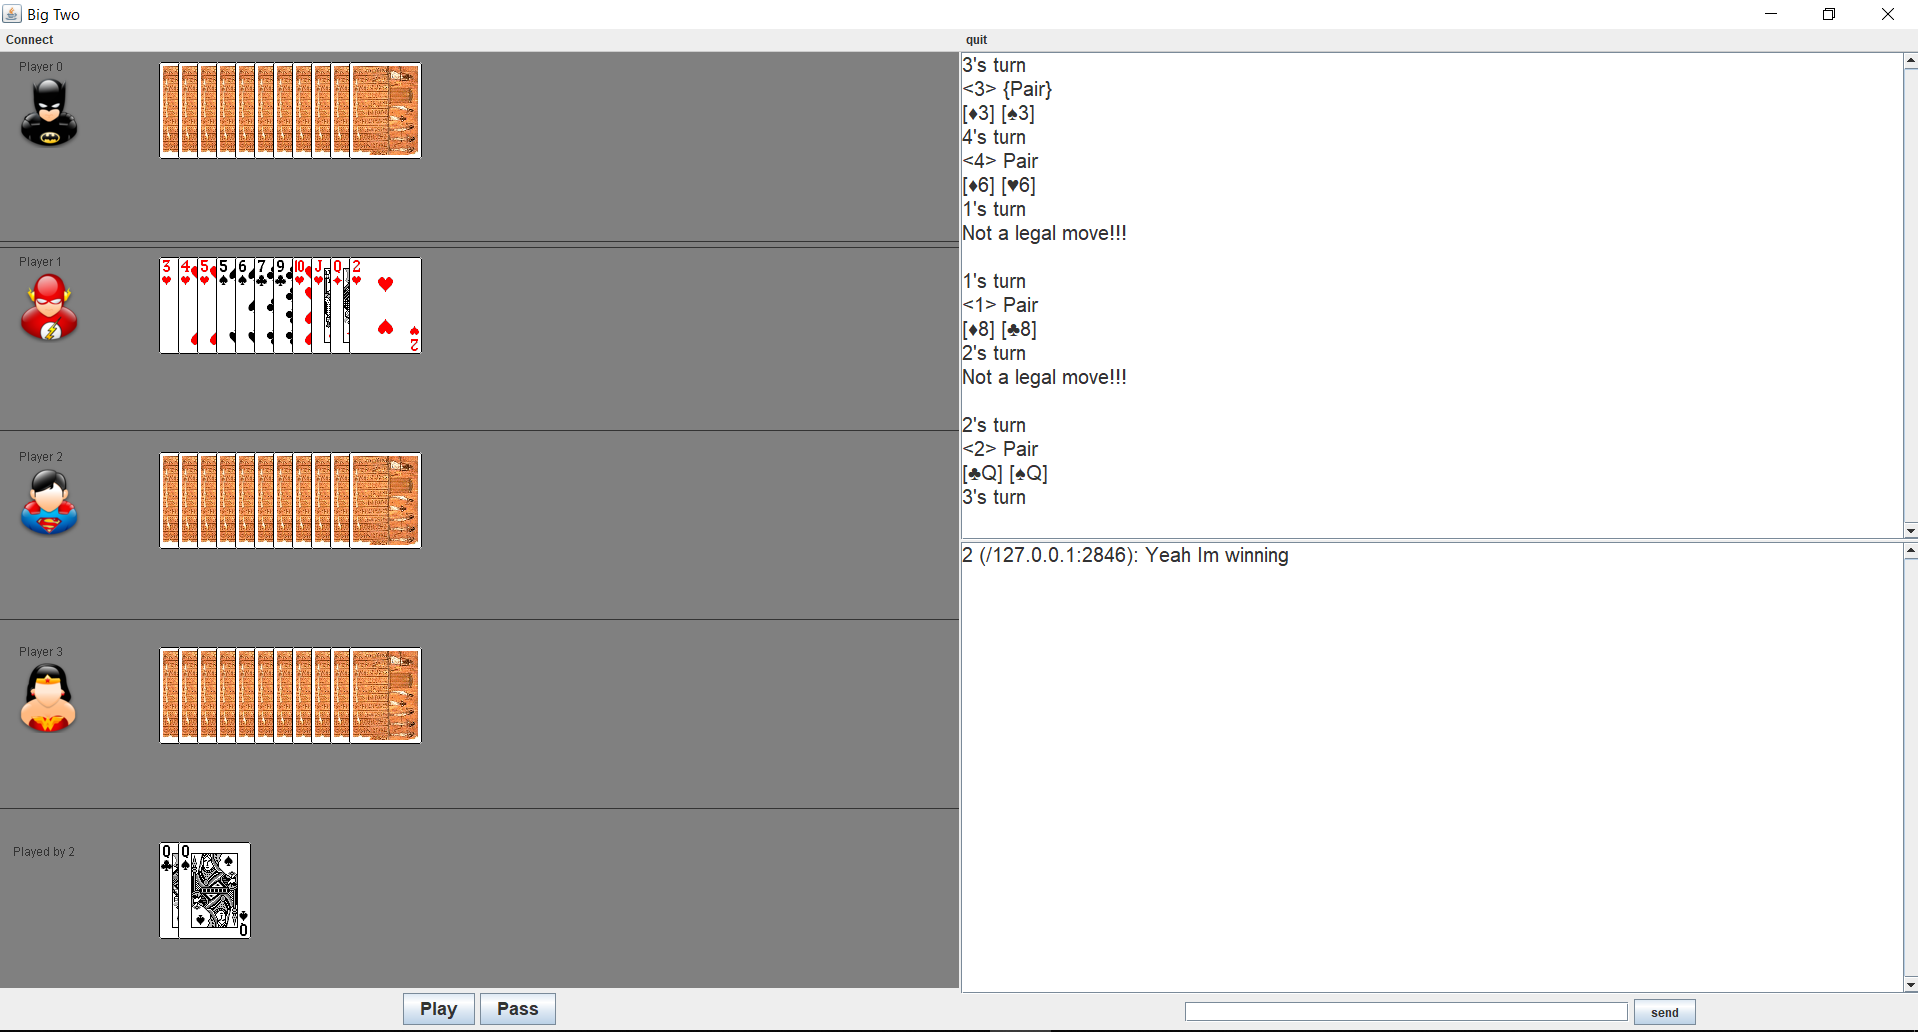 Big Two
Connect
quit
Player 0
Player 1
3 4 5 5 6 7 9 10 J Q 2
2
Player 2
Player 3
Played by 2
Q Q
Q
Play
Pass
3's turn
<3> {Pair}
[♦3] [♠3]
4's turn
<4> Pair
[♦6] [♥6]
1's turn
Not a legal move!!!
1's turn
<1> Pair
[♦8] [♣8]
2's turn
Not a legal move!!!
2's turn
<2> Pair
[♣Q] [♠Q]
3's turn
2 (/127.0.0.1:2846): Yeah Im winning
send